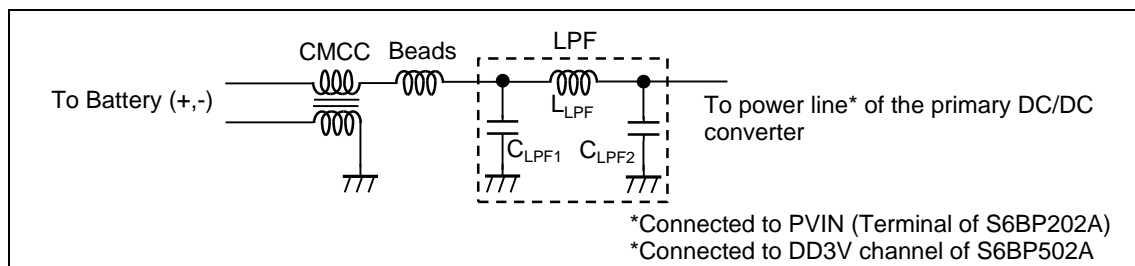 LPF
CMCC Beads
To Battery (+,-)
LLPF
CLPF1
CLPF2
To power line* of the primary DC/DC
converter
*Connected to PVIN (Terminal of S6BP202A)
*Connected to DD3V channel of S6BP502A